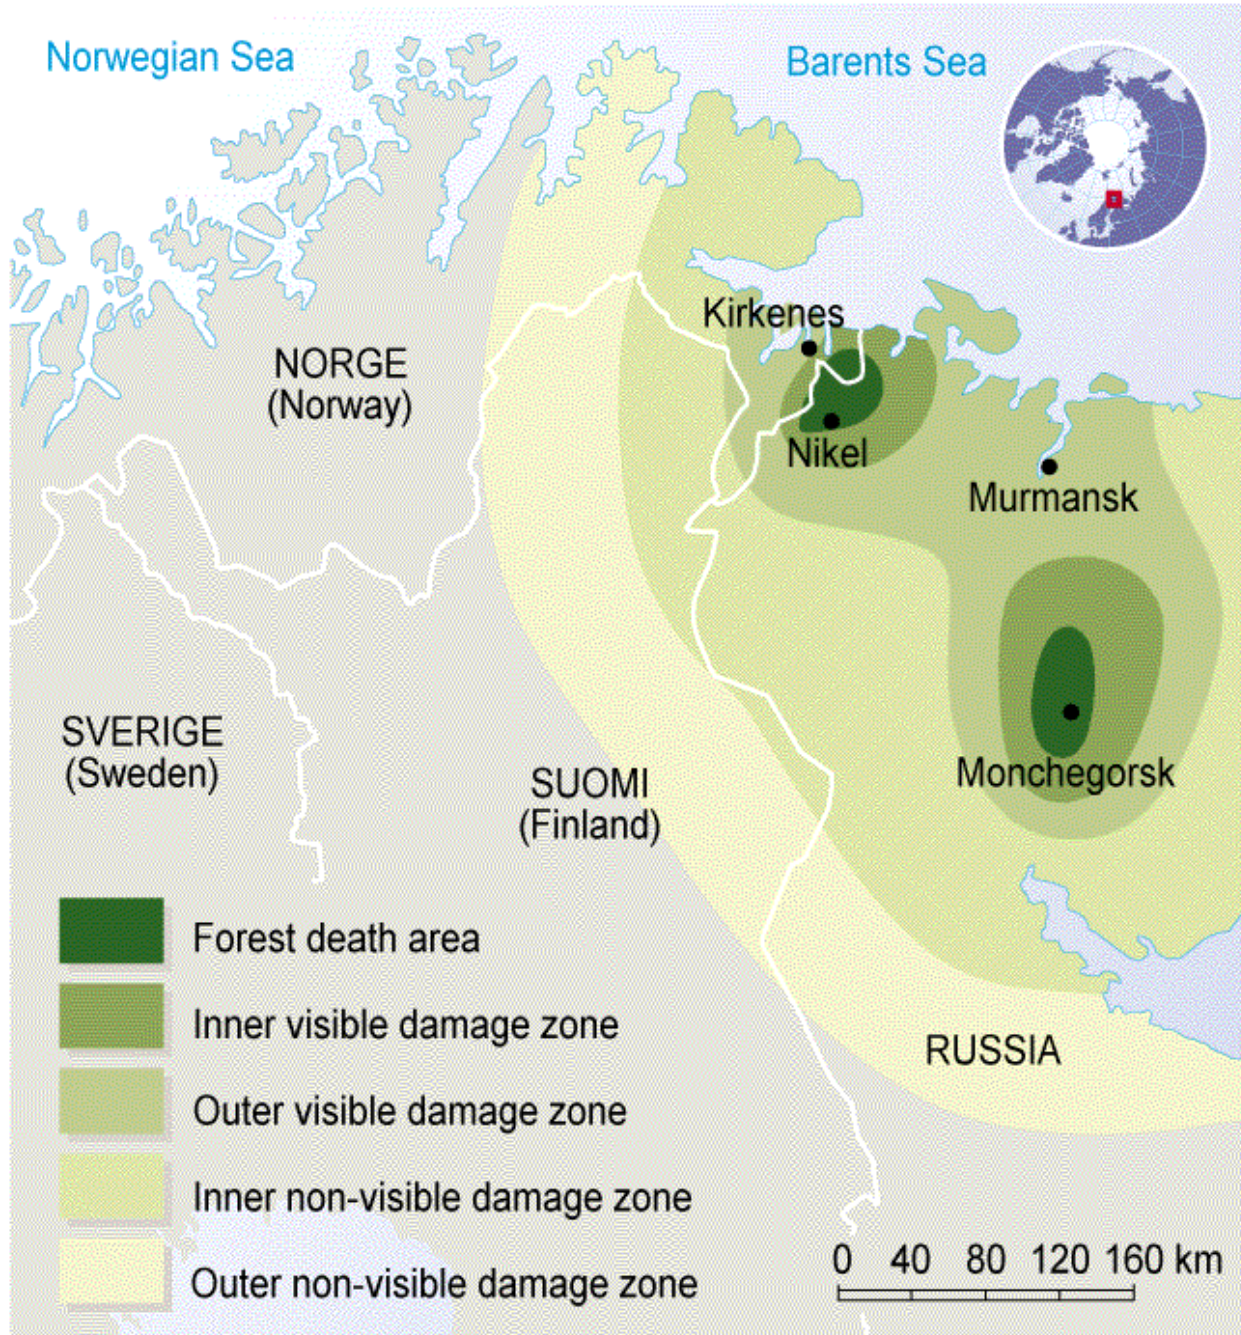 Norwegian Sea
Barents Sea
Kirkenes
NORGE
(Norway)
Nikel
Murmansk
SVERIGE
(Sweden)
SUOMI
(Finland)
Monchegorsk
Forest death area
Inner visible damage zone
RUSSIA
Outer visible damage zone
Inner non-visible damage zone
Outer non-visible damage zone
0 40 80 120 160 km